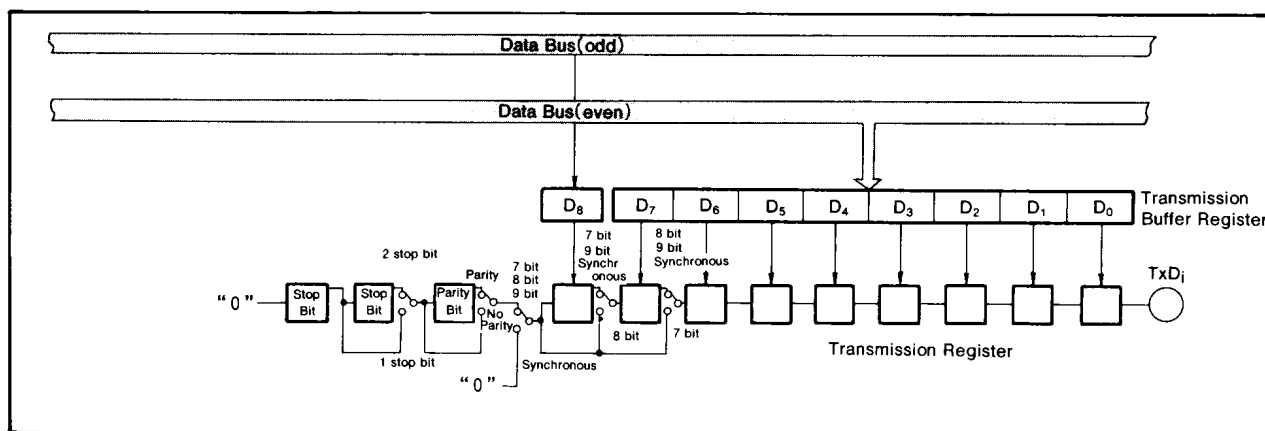 Data Bus(odd)
Data Bus(even)
D8 D7 D6 D5 D4 D3 D2 D1 D0
Transmission
Buffer Register
7 bit
9 bit
Synchr
onous
8 bit
9 bit
Synchronous
2 stop bit
Parity
7 bit
8 bit
9 bit
TxDi
“0”
Stop
Bit
Stop
Bit
Parity
Bit
No
Parity
1 stop bit
8 bit
7 bit
Synchronous
“0”
Transmission Register